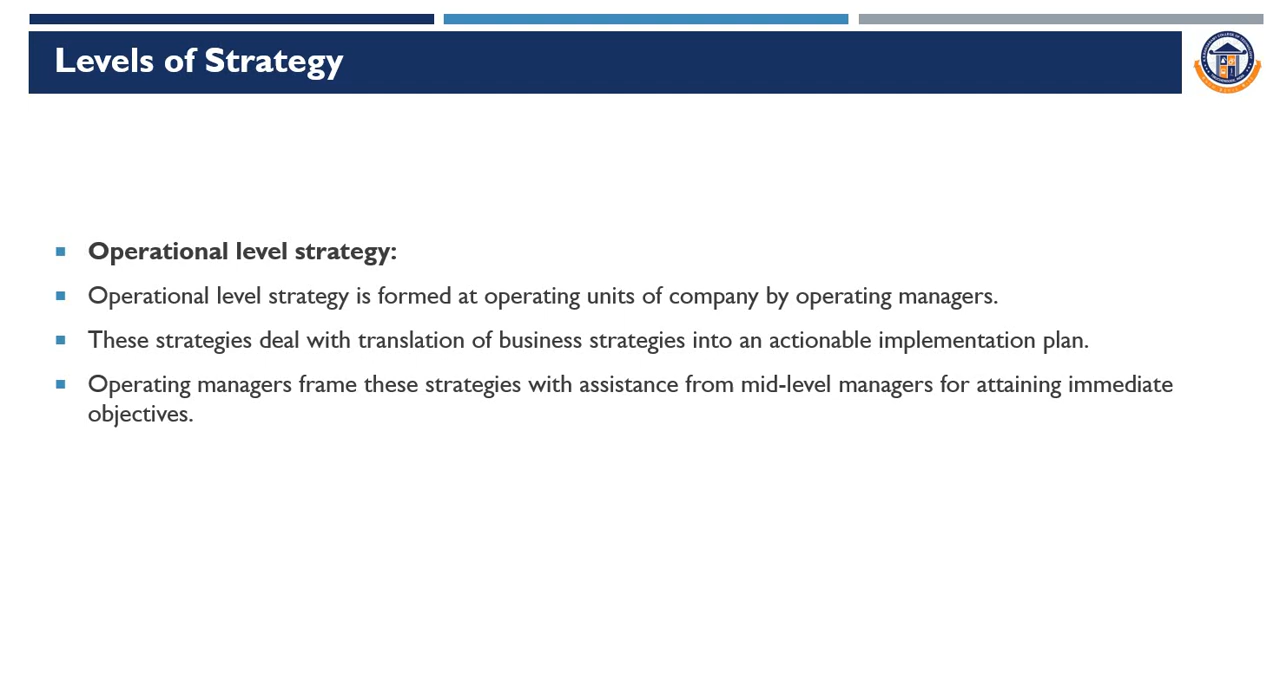 Levels of Strategy
Operational level strategy:
Operational level strategy is formed at operating units of company by operating managers.
These strategies deal with translation of business strategies into an actionable implementation plan.
Operating managers frame these strategies with assistance from mid-level managers for attaining immediate
objectives.